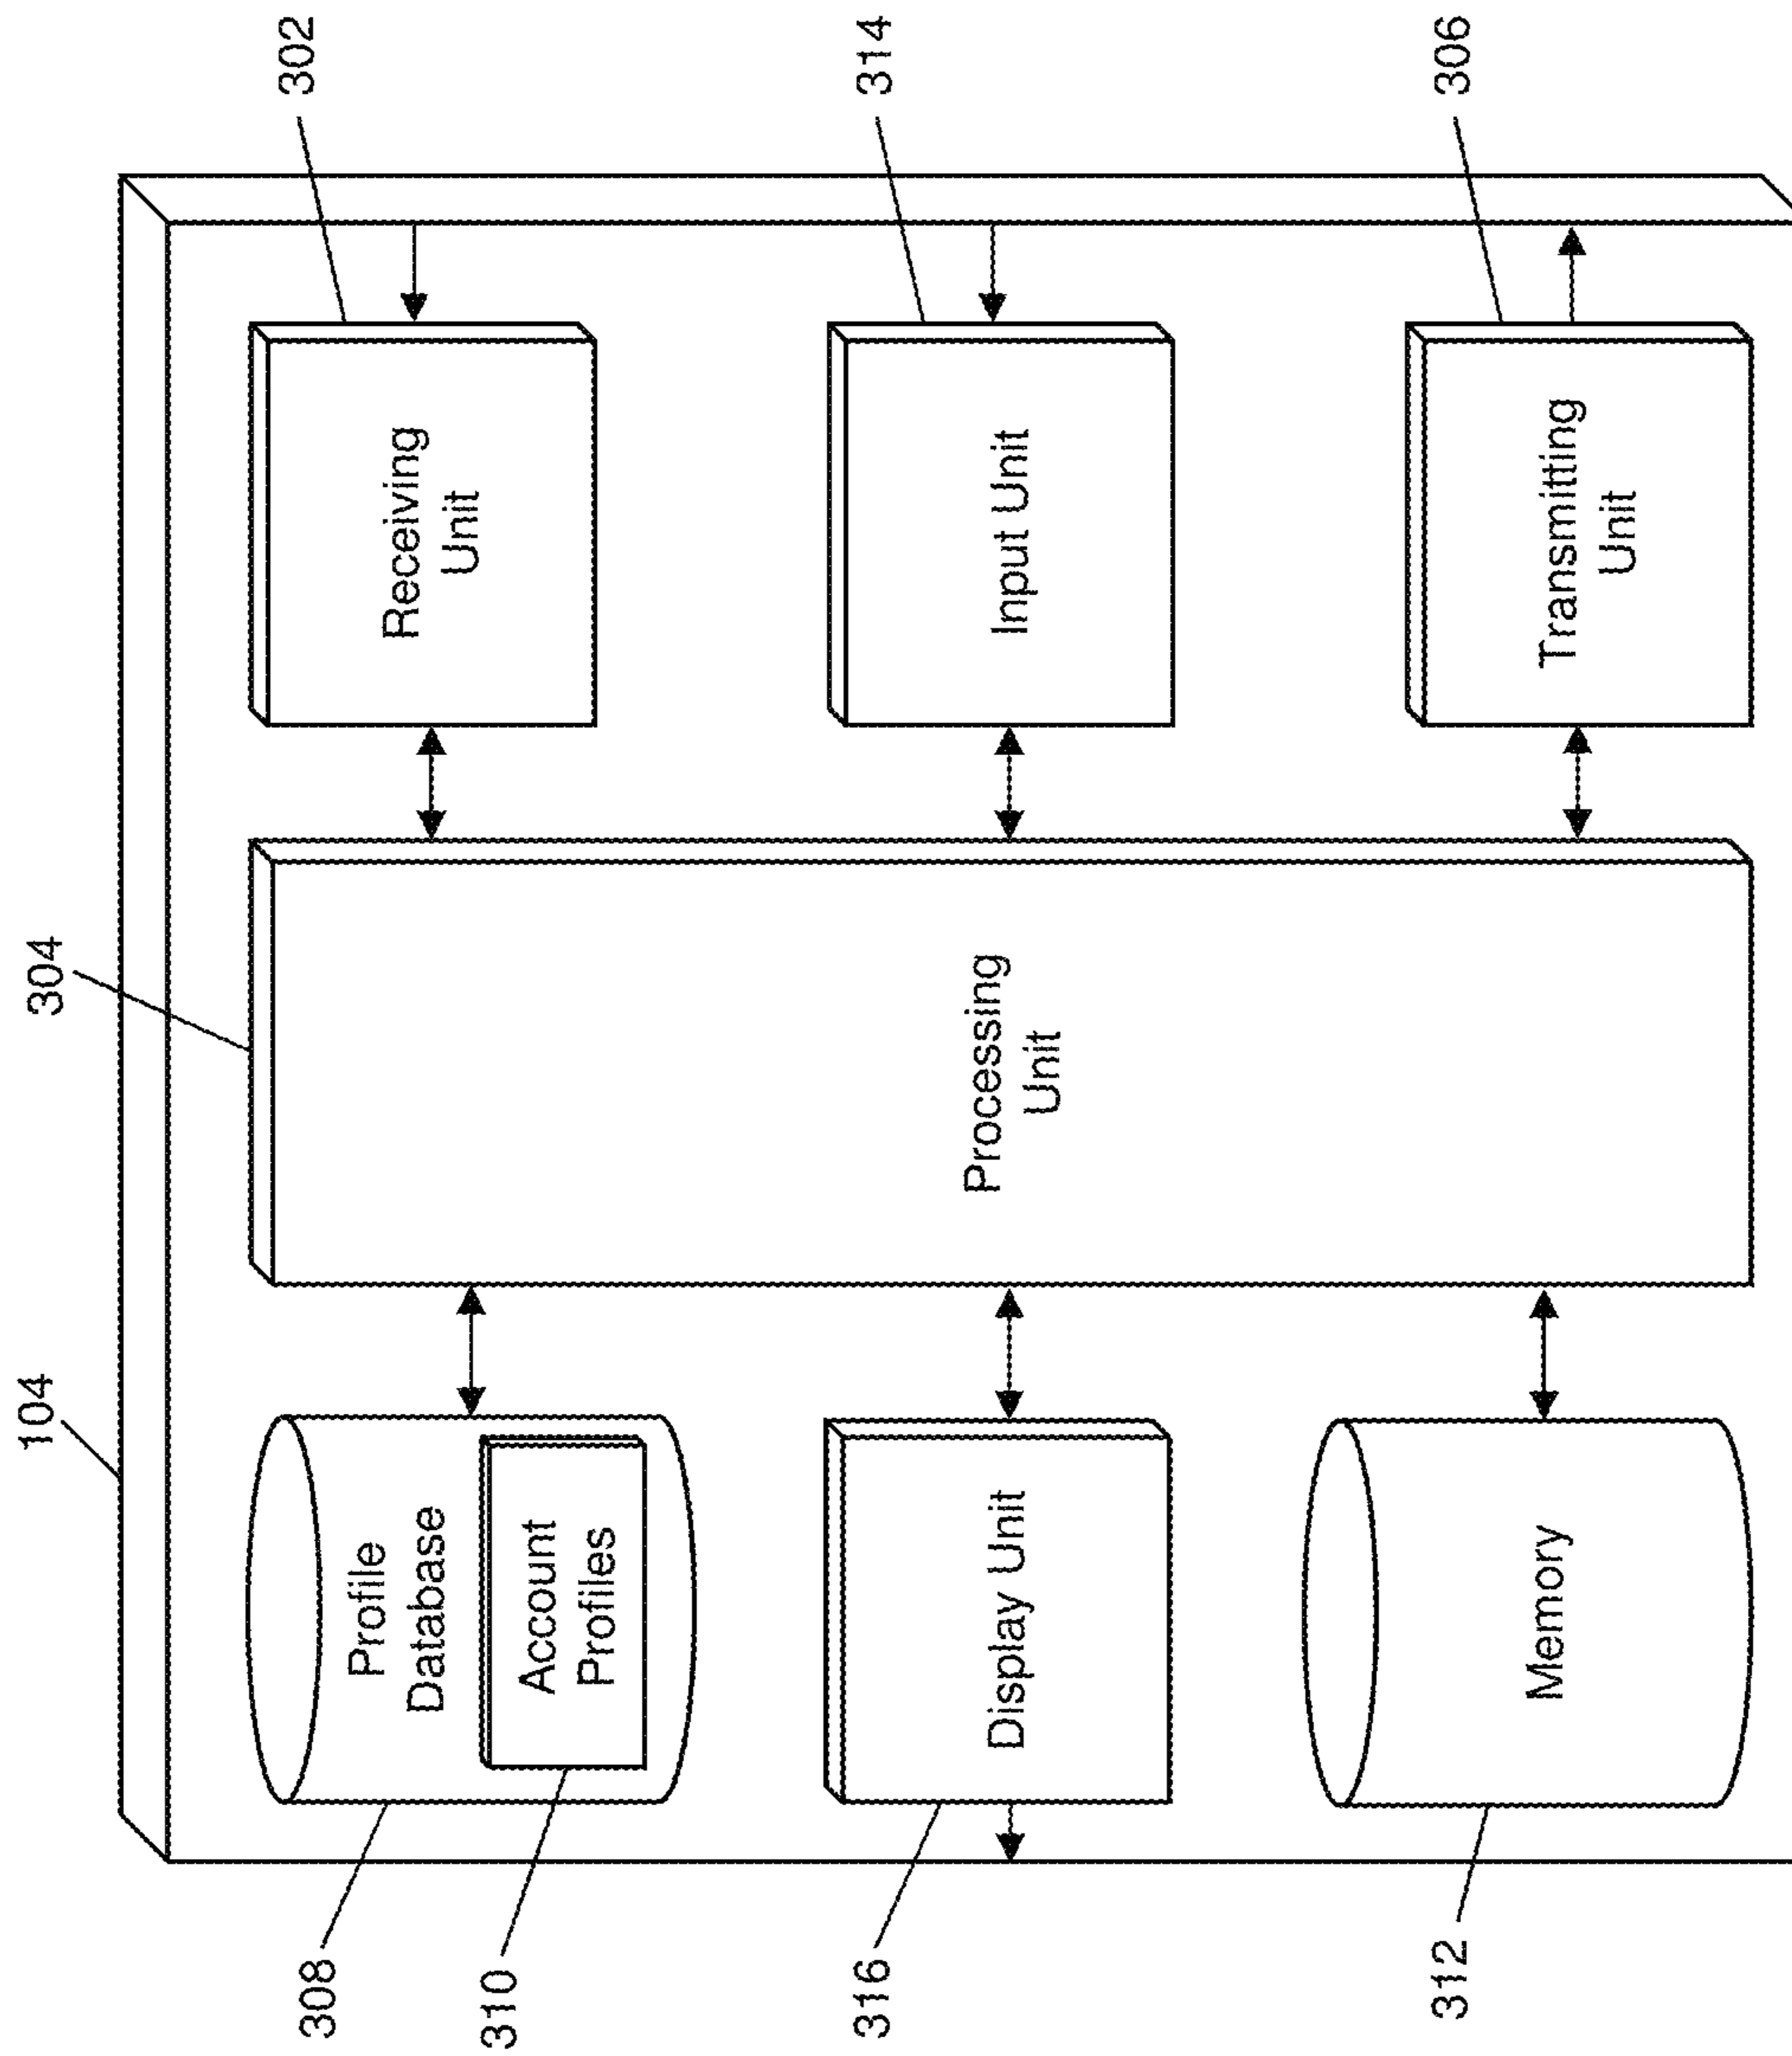 104
304
308
Profile
Database
310
Account
Profiles
316
Display Unit
312
Memory
Processing
Unit
302
Receiving
Unit
314
Input Unit
306
Transmitting
Unit